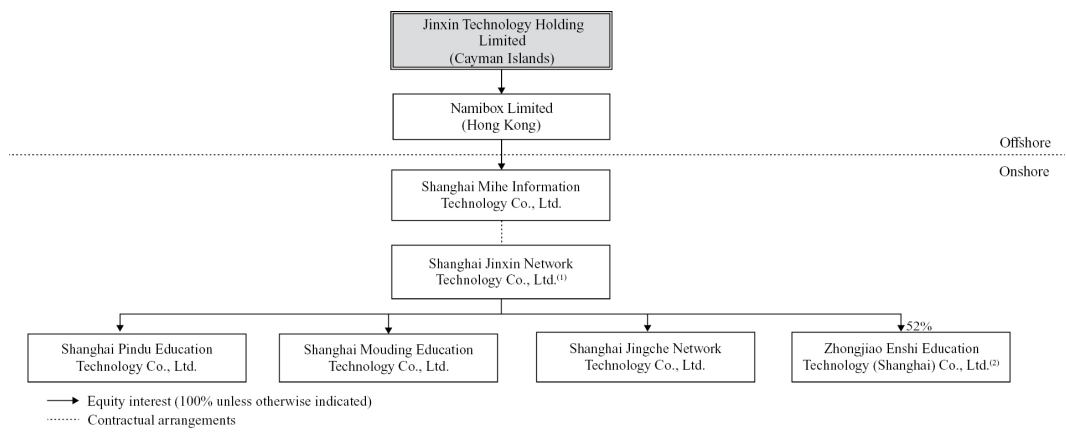 Jinxin Technology Holding
Limited
(Cayman Islands)
Namibox Limited
(Hong Kong)
Offshore
Onshore
Shanghai Mihe Information
Technology Co., Ltd.
Shanghai Jinxin Network
Technology Co., Ltd.(1)
52%
Shanghai Pindu Education
Technology Co., Ltd.
Shanghai Mouding Education
Technology Co., Ltd.
Shanghai Jingche Network
Technology Co., Ltd.
Zhongjiao Enshi Education
Technology (Shanghai) Co., Ltd.(2)
Equity interest (100% unless otherwise indicated)
Contractual arrangements